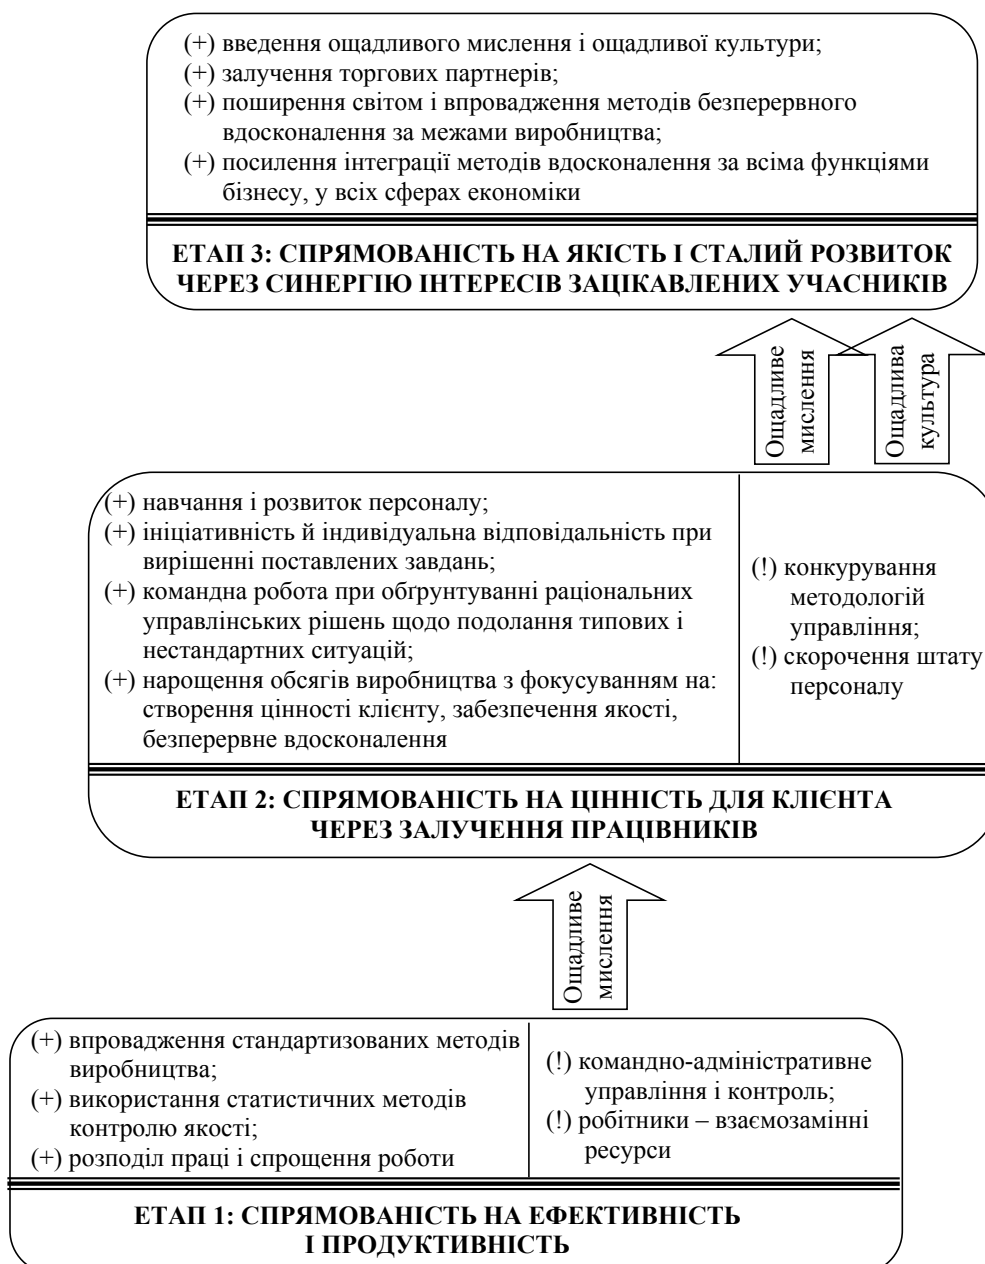 (+) введення ощадливого мислення і ощадливої культури;
(+) залучення торгових партнерів;
(+) поширення світом і впровадження методів безперервного
вдосконалення за межами виробництва;
(+) посилення інтеграції методів вдосконалення за всіма функціями
бізнесу, у всіх сферах економіки
ЕТАП 3: СПРЯМОВАНІСТЬ НА ЯКІСТЬ І СТАЛИЙ РОЗВИТОК
ЧЕРЕЗ СИНЕРГІЮ ІНТЕРЕСІВ ЗАЦІКАВЛЕНИХ УЧАСНИКІВ
Ощадливе
мислення
Ощадлива
культура
(+) навчання і розвиток персоналу;
(+) ініціативність й індивідуальна відповідальність при
вирішенні поставлених завдань;
(+) командна робота при обґрунтуванні раціональних
управлінських рішень щодо подолання типових і
нестандартних ситуацій;
(+) нарощення обсягів виробництва з фокусуванням на:
створення цінності клієнту, забезпечення якості,
безперервне вдосконалення
(!) конкурування
методологій
управління;
(!) скорочення штату
персоналу
ЕТАП 2: СПРЯМОВАНІСТЬ НА ЦІННІСТЬ ДЛЯ КЛІЄНТА
ЧЕРЕЗ ЗАЛУЧЕННЯ ПРАЦІВНИКІВ
Ощадливе
мислення
(+) впровадження стандартизованих методів
виробництва;
(+) використання статистичних методів
контролю якості;
(+) розподіл праці і спрощення роботи
(!) командно-адміністративне
управління і контроль;
(!) робітники – взаємозамінні
ресурси
ЕТАП 1: СПРЯМОВАНІСТЬ НА ЕФЕКТИВНІСТЬ
І ПРОДУКТИВНІСТЬ